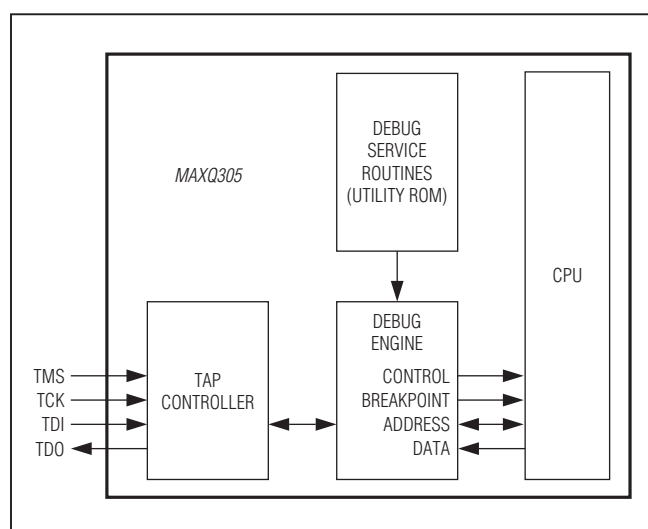 DEBUG
SERVICE
ROUTINES
(UTILITY ROM)
MAXQ305
CPU
DEBUG
ENGINE
TAP
CONTROLLER
TMS
TCK
TDI
TDO
CONTROL
BREAKPOINT
ADDRESS
DATA